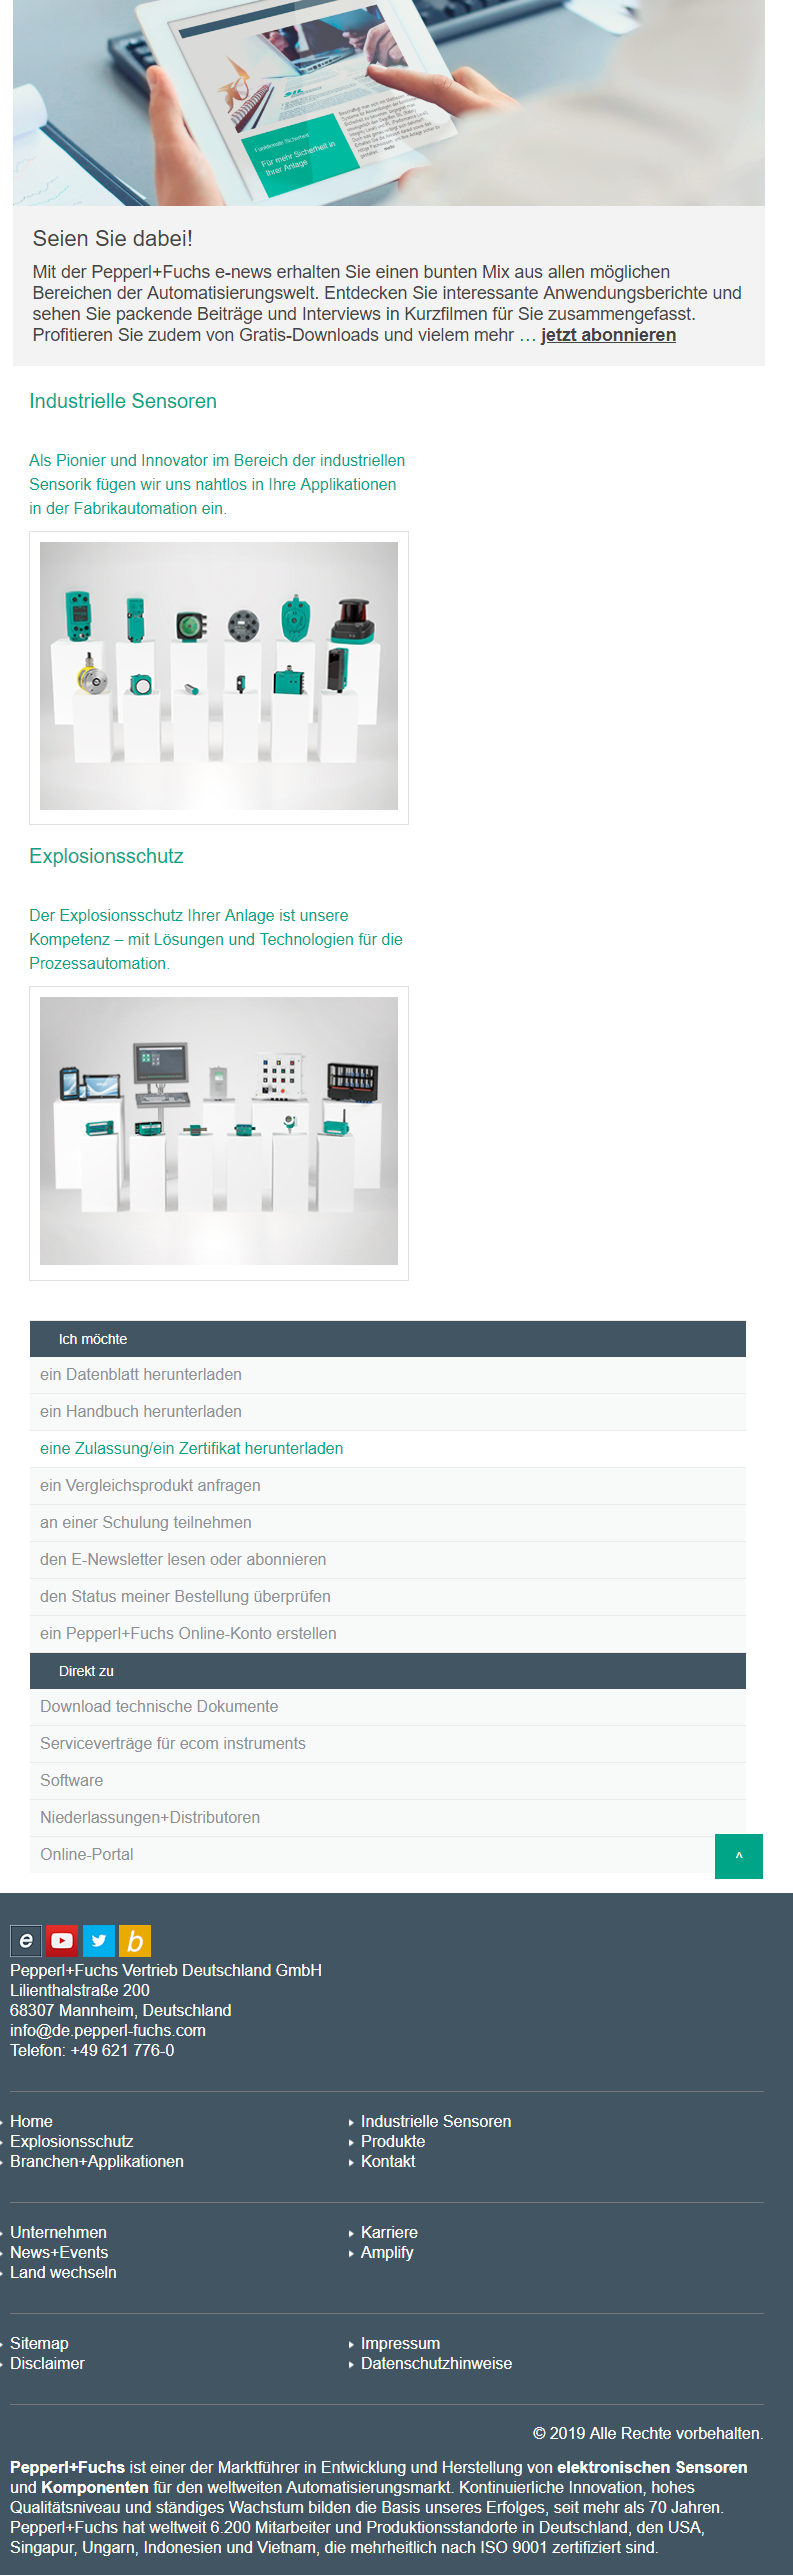 Funktionale Sicherheit
Für mehr Sicherheit in
Ihrer Anlage
Seien Sie dabei!
Mit der Pepperl+Fuchs e-news erhalten Sie einen bunten Mix aus allen möglichen
Bereichen der Automatisierungswelt. Entdecken Sie interessante Anwendungsberichte und
sehen Sie packende Beiträge und Interviews in Kurzfilmen für Sie zusammengefasst.
Profitieren Sie zudem von Gratis-Downloads und vielem mehr … jetzt abonnieren
Industrielle Sensoren
Als Pionier und Innovator im Bereich der industriellen
Sensorik fügen wir uns nahtlos in Ihre Applikationen
in der Fabrikautomation ein.
Explosionsschutz
Der Explosionsschutz Ihrer Anlage ist unsere
Kompetenz – mit Lösungen und Technologien für die
Prozessautomation.
Ich möchte
ein Datenblatt herunterladen
ein Handbuch herunterladen
eine Zulassung/ein Zertifikat herunterladen
ein Vergleichsprodukt anfragen
an einer Schulung teilnehmen
den E-Newsletter lesen oder abonnieren
den Status meiner Bestellung überprüfen
ein Pepperl+Fuchs Online-Konto erstellen
Direkt zu
Download technische Dokumente
Serviceverträge für ecom instruments
Software
Niederlassungen+Distributoren
Online-Portal
^
e b
Pepperl+Fuchs Vertrieb Deutschland GmbH
Lilienthalstraße 200
68307 Mannheim, Deutschland
info@de.pepperl-fuchs.com
Telefon: +49 621 776-0
Home
Industrielle Sensoren
Explosionsschutz
Produkte
Branchen+Applikationen
Kontakt
Unternehmen
Karriere
News+Events
Amplify
Land wechseln
Sitemap
Impressum
Disclaimer
Datenschutzhinweise
© 2019 Alle Rechte vorbehalten.
Pepperl+Fuchs ist einer der Marktführer in Entwicklung und Herstellung von elektronischen Sensoren
und Komponenten für den weltweiten Automatisierungsmarkt. Kontinuierliche Innovation, hohes
Qualitätsniveau und ständiges Wachstum bilden die Basis unseres Erfolges, seit mehr als 70 Jahren.
Pepperl+Fuchs hat weltweit 6.200 Mitarbeiter und Produktionsstandorte in Deutschland, den USA,
Singapur, Ungarn, Indonesien und Vietnam, die mehrheitlich nach ISO 9001 zertifiziert sind.